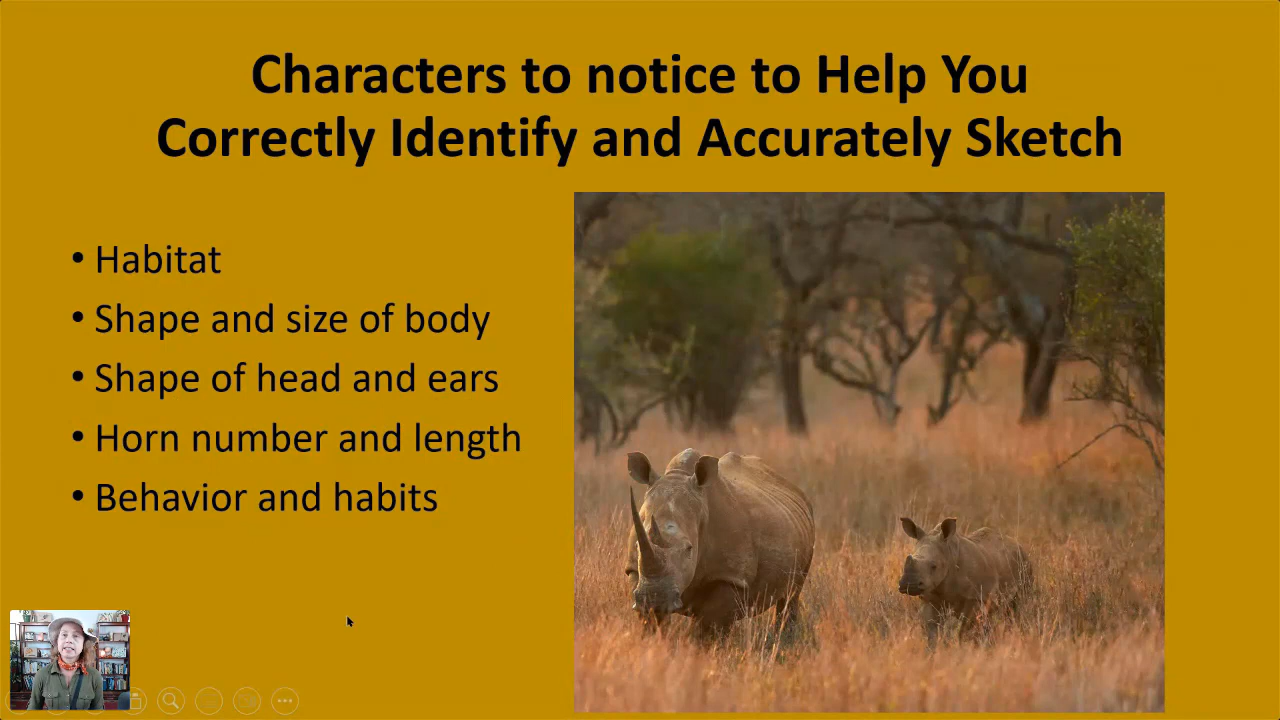 Characters to notice to Help You
Correctly Identify and Accurately Sketch
• Habitat
• Shape and size of body
• Shape of head and ears
• Horn number and length
• Behavior and habits